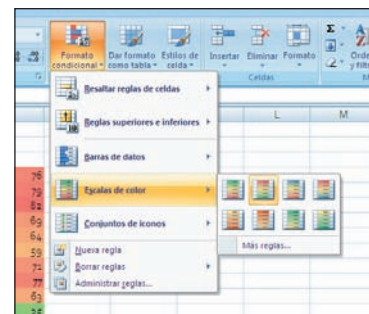 Formato condicional
Dar formato como tabla
Estilos de celda
Insertar
Eliminar
Formato
Σ
Celdas
Resaltar reglas de celdas
Reglas superiores e inferiores
Barras de datos
Escalas de color
Conjuntos de iconos
Nueva regla
Borrar reglas
Administrar reglas...
Más reglas...
L
M
76
79
82
69
64
59
71
77
63